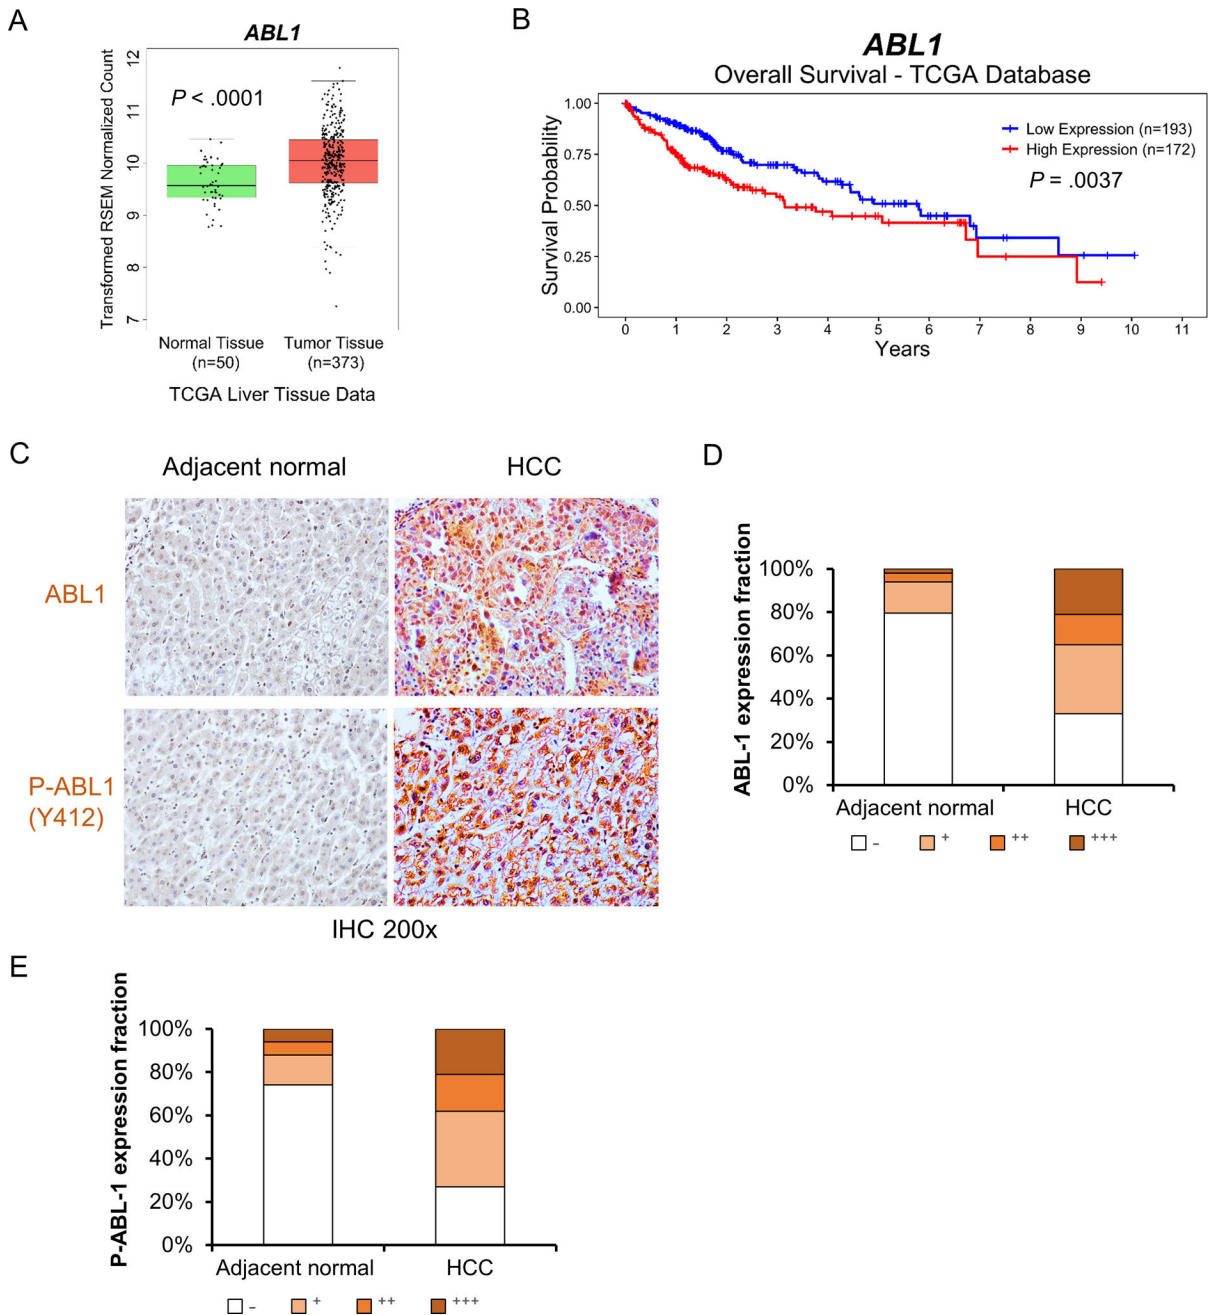 A
ABL1
Transformed RSEM Normalized Count
12
11
10
9
8
7
P < .0001
Normal Tissue
(n=50)
Tumor Tissue
(n=373)
TCGA Liver Tissue Data
B
ABL1
Overall Survival - TCGA Database
Survival Probability
1.00
0.75
0.50
0.25
0.00
Low Expression (n=193)
High Expression (n=172)
P = .0037
0 1 2 3 4 5 6 7 8 9 10 11
Years
C
Adjacent normal
HCC
ABL1
P-ABL1
(Y412)
IHC 200x
D
ABL-1 expression fraction
100%
80%
60%
40%
20%
0%
Adjacent normal HCC
- + ++ +++
E
P-ABL-1 expression fraction
100%
80%
60%
40%
20%
0%
Adjacent normal HCC
- + ++ +++